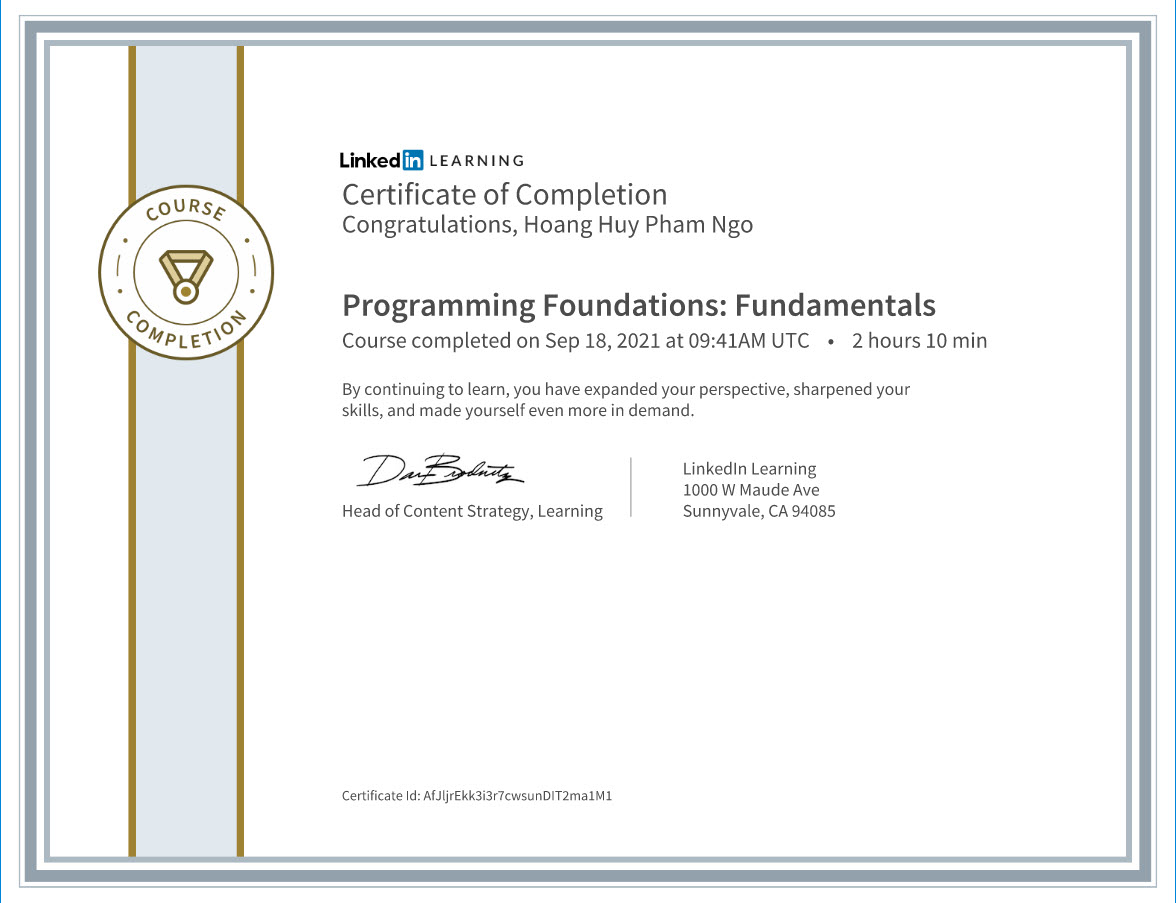 COURSE
COMPLETION
Linked in LEARNING
Certificate of Completion
Congratulations, Hoang Huy Pham Ngo
Programming Foundations: Fundamentals
Course completed on Sep 18, 2021 at 09:41AM UTC • 2 hours 10 min
By continuing to learn, you have expanded your perspective, sharpened your
skills, and made yourself even more in demand.
Head of Content Strategy, Learning
LinkedIn Learning
1000 W Maude Ave
Sunnyvale, CA 94085
Certificate Id: AfJljrEkk3i3r7cwsunDIT2ma1M1